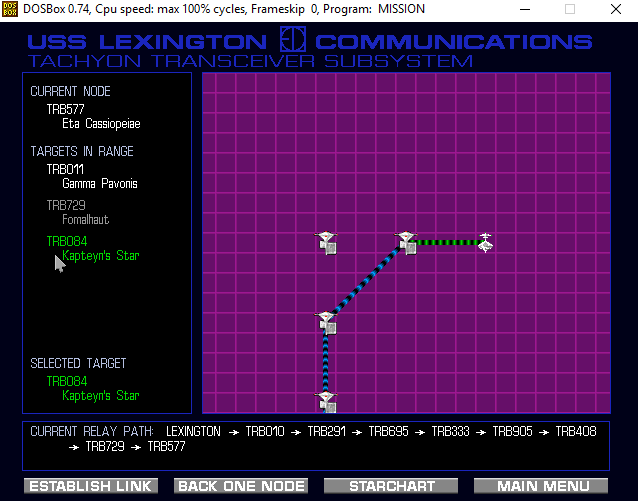 DOSBox 0.74, Cpu speed: max 100% cycles, Frameskip 0, Program: MISSION
USS LEXINGTON COMMUNICATIONS
TACHYON TRANSCEIVER SUBSYSTEM
CURRENT NODE
TRB577
Eta Cassiopeiae
TARGETS IN RANGE
TRB011
Gamma Pavonis
TRB729
Fomalhaut
TRB084
Kapteyn's Star
SELECTED TARGET
TRB084
Kapteyn's Star
CURRENT RELAY PATH: LEXINGTON → TRB010 → TRB291 → TRB695 → TRB333 → TRB905 → TRB408
→ TRB729 → TRB577
ESTABLISH LINK BACK ONE NODE STARCHART MAIN MENU